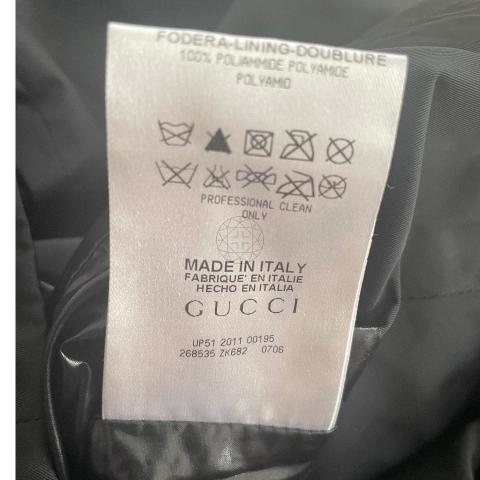 FODERA-LINING-DOUBLURE
100% POLIAMMIDE POLYAMIDE
POLYAMID
PROFESSIONAL CLEAN
ONLY
MADE IN ITALY
FABRIQUE' EN ITALIE
HECHO EN ITALIA
GUCCI
UP51 2011 00195
268535 ZK682 0706